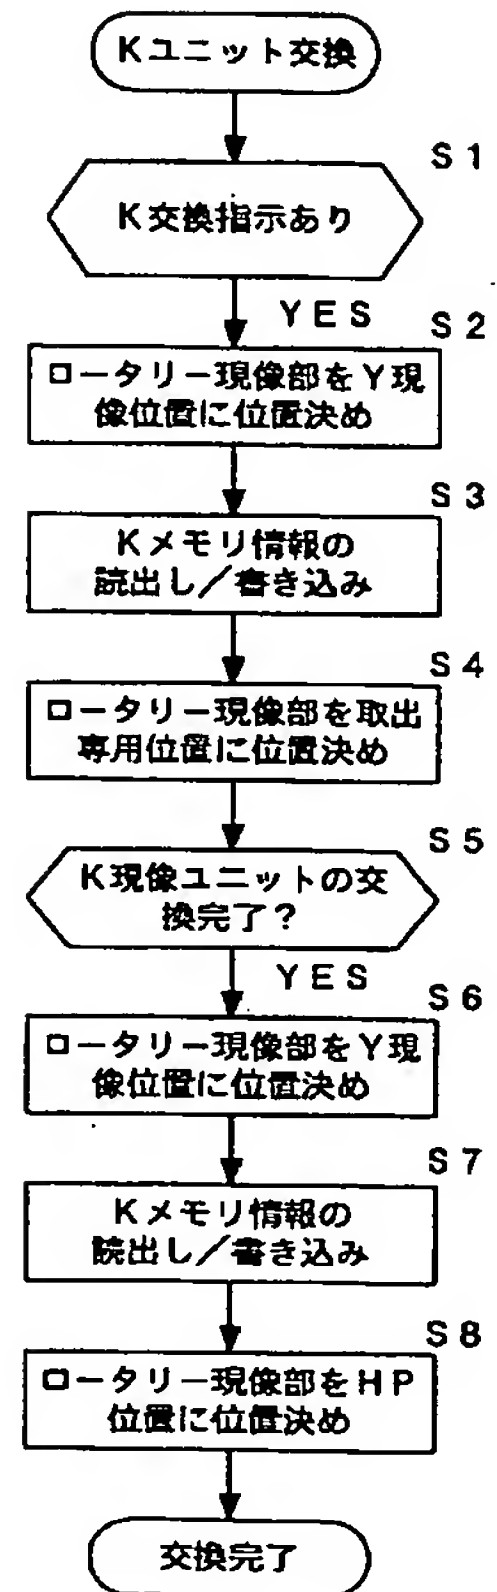 Kユニット交換
S1
K交換指示あり
YES
S2
ロータリー現像部をY現
像位置に位置決め
S3
Kメモリ情報の
読出し/書き込み
S4
ロータリー現像部を取出
専用位置に位置決め
S5
K現像ユニットの交
換完了?
YES
S6
ロータリー現像部をY現
像位置に位置決め
S7
Kメモリ情報の
読出し/書き込み
S8
ロータリー現像部をHP
位置に位置決め
交換完了